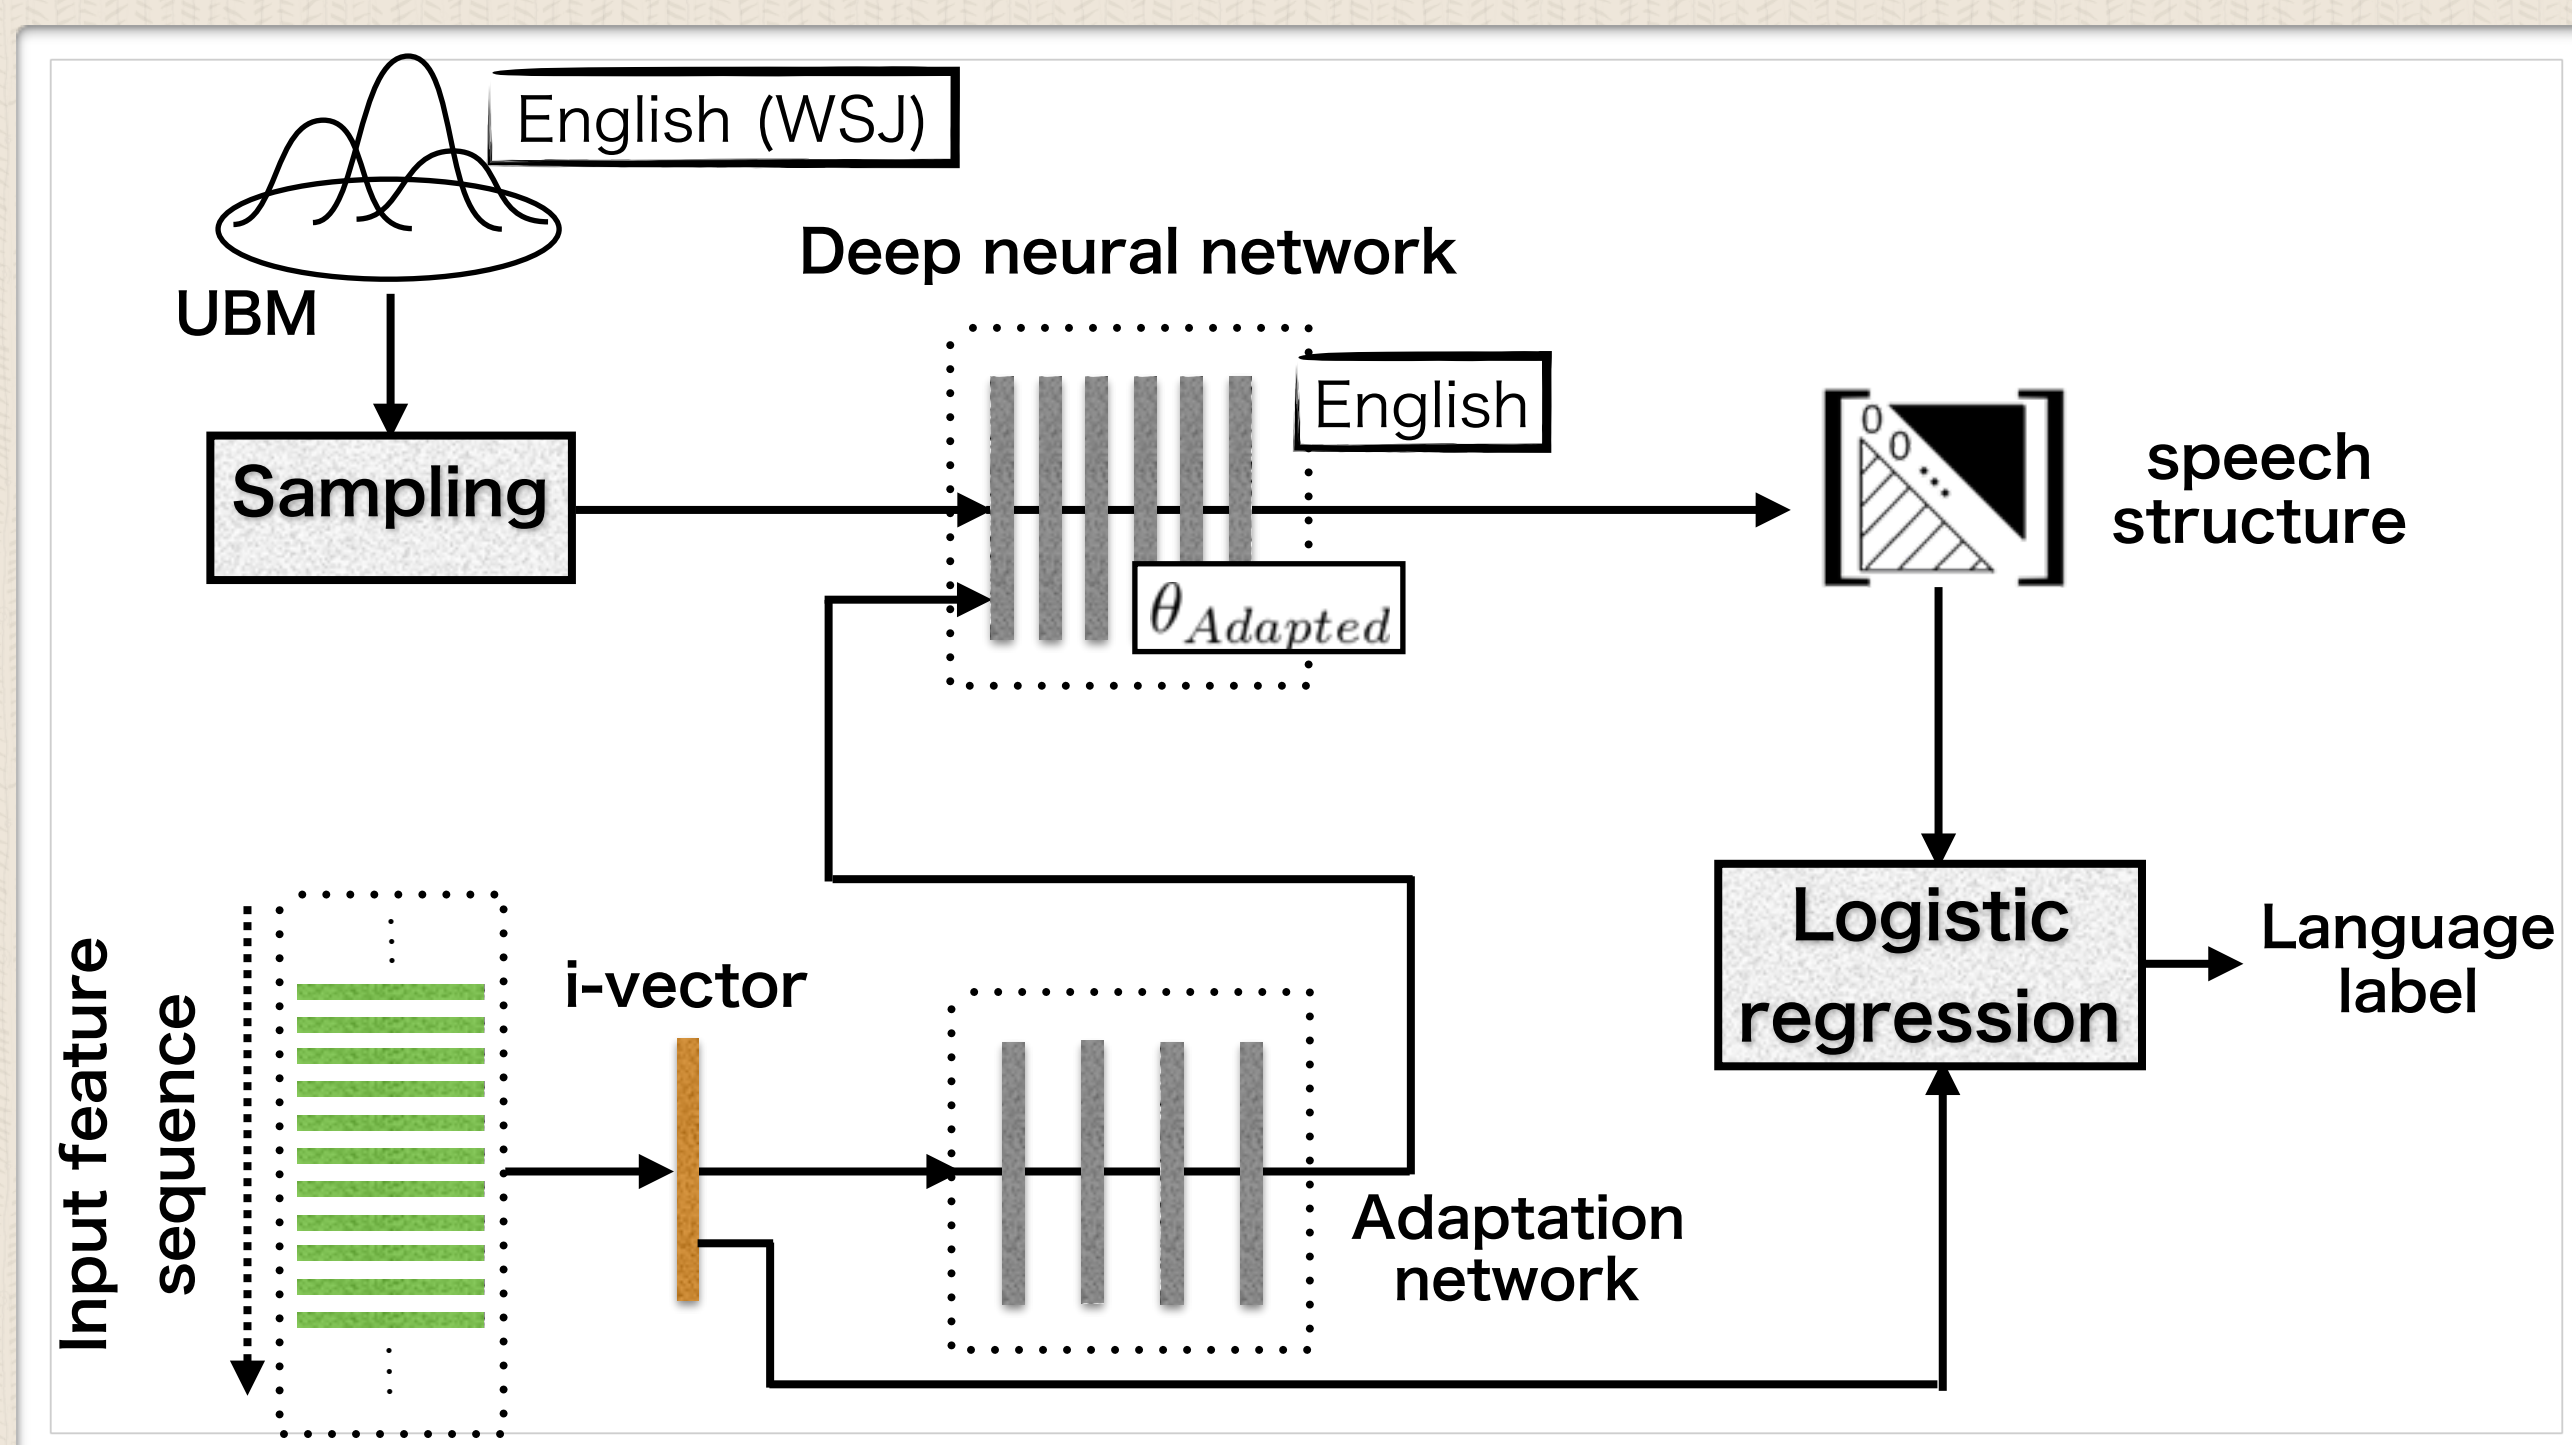 English (WSJ)
UBM
Deep neural network
Sampling
English
θ_Adapted
0
0
speech
structure
Input feature
sequence
i-vector
Adaptation
network
Logistic
regression
Language
label